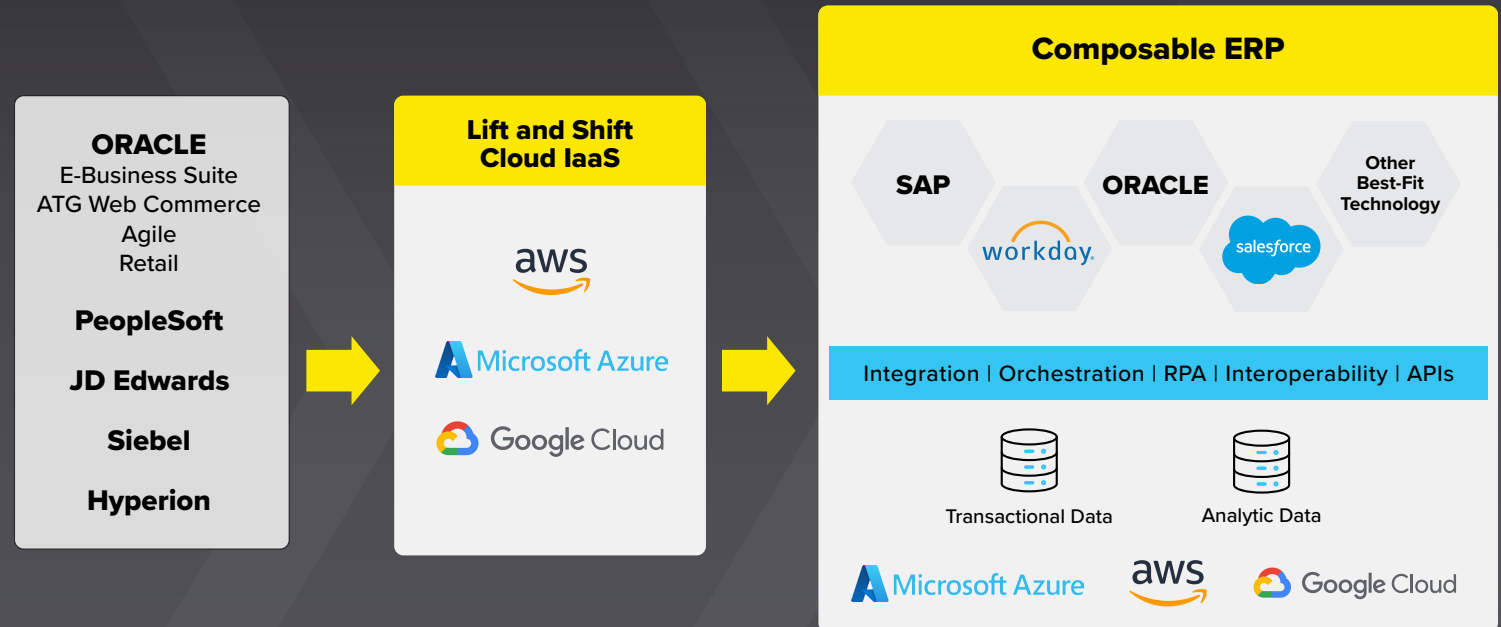 ORACLE
E-Business Suite
ATG Web Commerce
Agile
Retail
PeopleSoft
JD Edwards
Siebel
Hyperion
Lift and Shift
Cloud IaaS
aws
Microsoft Azure
Google Cloud
Composable ERP
SAP
workday.
ORACLE
salesforce
Other
Best-Fit
Technology
Integration | Orchestration | RPA | Interoperability | APIs
Transactional Data
Analytic Data
Microsoft Azure
aws
Google Cloud